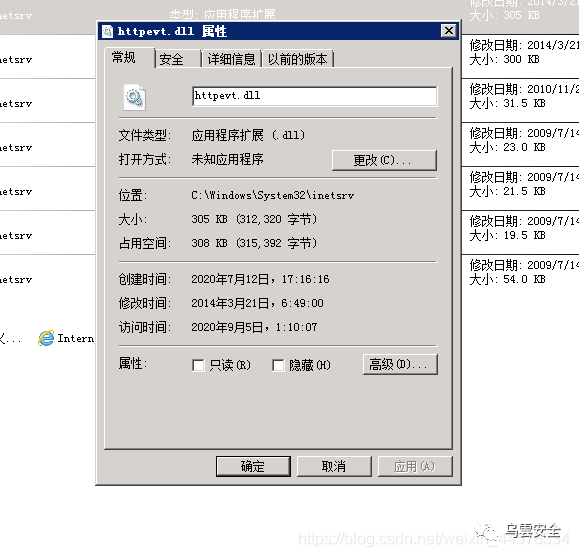 类型: 应用程序扩展
修改日期: 2014/3/21
大小: 305 KB
netsrv
修改日期: 2014/3/21
大小: 300 KB
netsrv
修改日期: 2010/11/2
大小: 31.5 KB
netsrv
修改日期: 2009/7/14
大小: 23.0 KB
netsrv
修改日期: 2009/7/14
大小: 21.5 KB
netsrv
修改日期: 2009/7/14
大小: 19.5 KB
netsrv
修改日期: 2009/7/14
大小: 54.0 KB
netsrv
义... Intern
httpevt.dll 属性
常规 安全 详细信息 以前的版本
httpevt.dll
文件类型: 应用程序扩展 (.dll)
打开方式: 未知应用程序 更改(C)...
位置: C:\Windows\System32\inetsrv
大小: 305 KB (312,320 字节)
占用空间: 308 KB (315,392 字节)
创建时间: 2020年7月12日，17:16:16
修改时间: 2014年3月21日，6:49:00
访问时间: 2020年9月5日，1:10:07
属性: 只读(R) 隐藏(H) 高级(D)...
确定 取消 应用(A)
乌雲安全